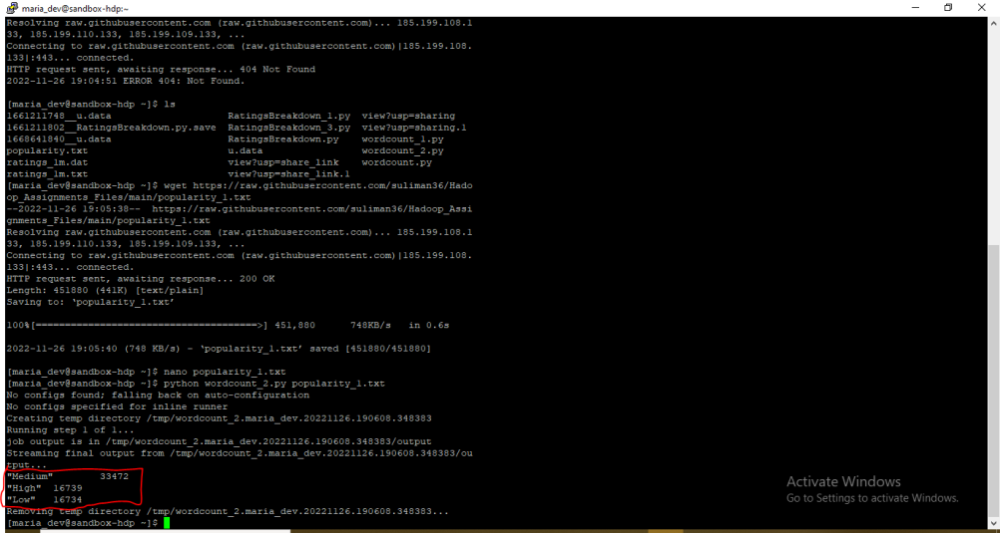 maria_dev@sandbox-hdp:~
Resolving raw.githubusercontent.com (raw.githubusercontent.com)... 185.199.108.1
33, 185.199.110.133, 185.199.109.133, ...
Connecting to raw.githubusercontent.com (raw.githubusercontent.com)|185.199.108.
133|:443... connected.
HTTP request sent, awaiting response... 404 Not Found
2022-11-26 19:04:51 ERROR 404: Not Found.
[maria_dev@sandbox-hdp ~]$ ls
1661211748__u.data RatingsBreakdown_1.py view?usp=sharing
1661211802__RatingsBreakdown.py.save RatingsBreakdown_3.py view?usp=sharing.1
1668641840__u.data RatingsBreakdown.py wordcount_1.py
popularity.txt u.data wordcount_2.py
ratings_1m.dat view?usp=share_link wordcount.py
ratings_1m.txt view?usp=share_link.1
[maria_dev@sandbox-hdp ~]$ wget https://raw.githubusercontent.com/suliman36/Hado
op_Assignments_Files/main/popularity_1.txt
--2022-11-26 19:05:38-- https://raw.githubusercontent.com/suliman36/Hadoop_Assi
gnments_Files/main/popularity_1.txt
Resolving raw.githubusercontent.com (raw.githubusercontent.com)... 185.199.108.1
33, 185.199.110.133, 185.199.109.133, ...
Connecting to raw.githubusercontent.com (raw.githubusercontent.com)|185.199.108.
133|:443... connected.
HTTP request sent, awaiting response... 200 OK
Length: 451880 (441K) [text/plain]
Saving to: ‘popularity_1.txt’
100%[======================================>] 451,880 748KB/s in 0.6s
2022-11-26 19:05:40 (748 KB/s) - ‘popularity_1.txt’ saved [451880/451880]
[maria_dev@sandbox-hdp ~]$ nano popularity_1.txt
[maria_dev@sandbox-hdp ~]$ python wordcount_2.py popularity_1.txt
No configs found; falling back on auto-configuration
No configs specified for inline runner
Creating temp directory /tmp/wordcount_2.maria_dev.20221126.190608.348383
Running step 1 of 1...
job output is in /tmp/wordcount_2.maria_dev.20221126.190608.348383/output
Streaming final output from /tmp/wordcount_2.maria_dev.20221126.190608.348383/ou
tput...
"Medium" 33472
"High" 16739
"Low" 16734
Removing temp directory /tmp/wordcount_2.maria_dev.20221126.190608.348383...
[maria_dev@sandbox-hdp ~]$
Activate Windows
Go to Settings to activate Windows.